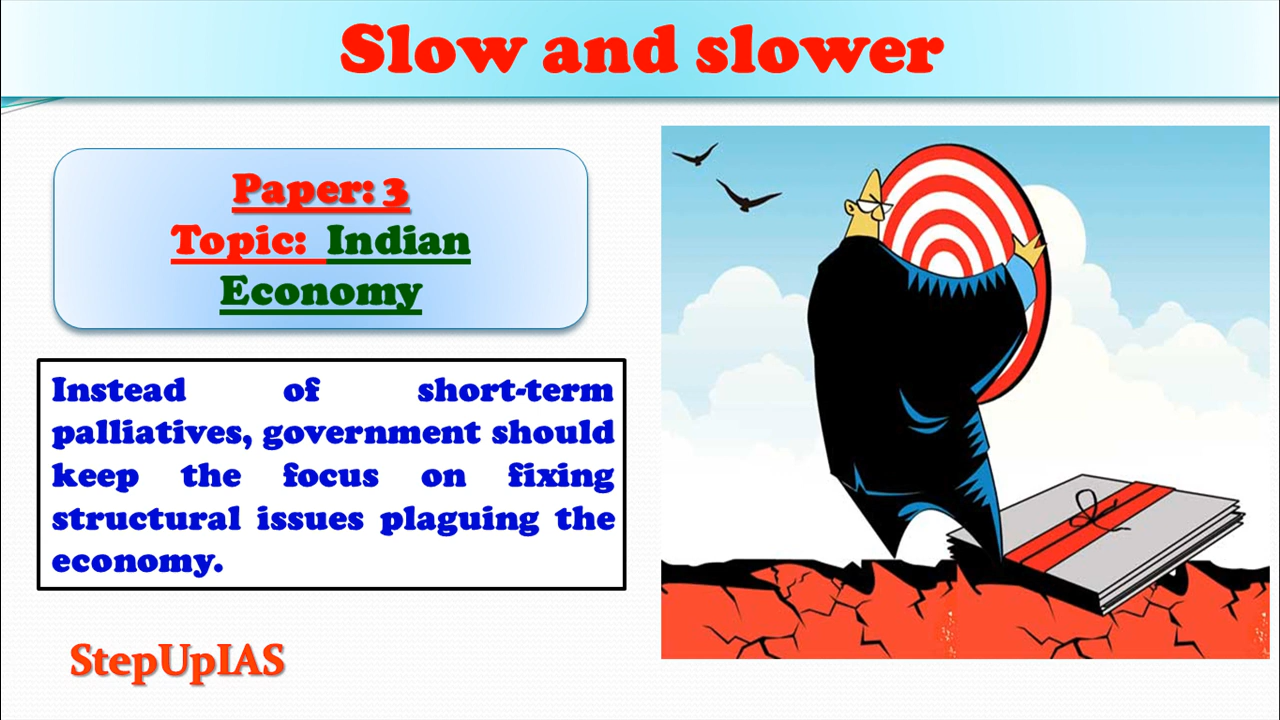 Slow and slower
Paper: 3
Topic: Indian
Economy
Instead of short-term
palliatives, government should
keep the focus on fixing
structural issues plaguing the
economy.
StepUpIAS